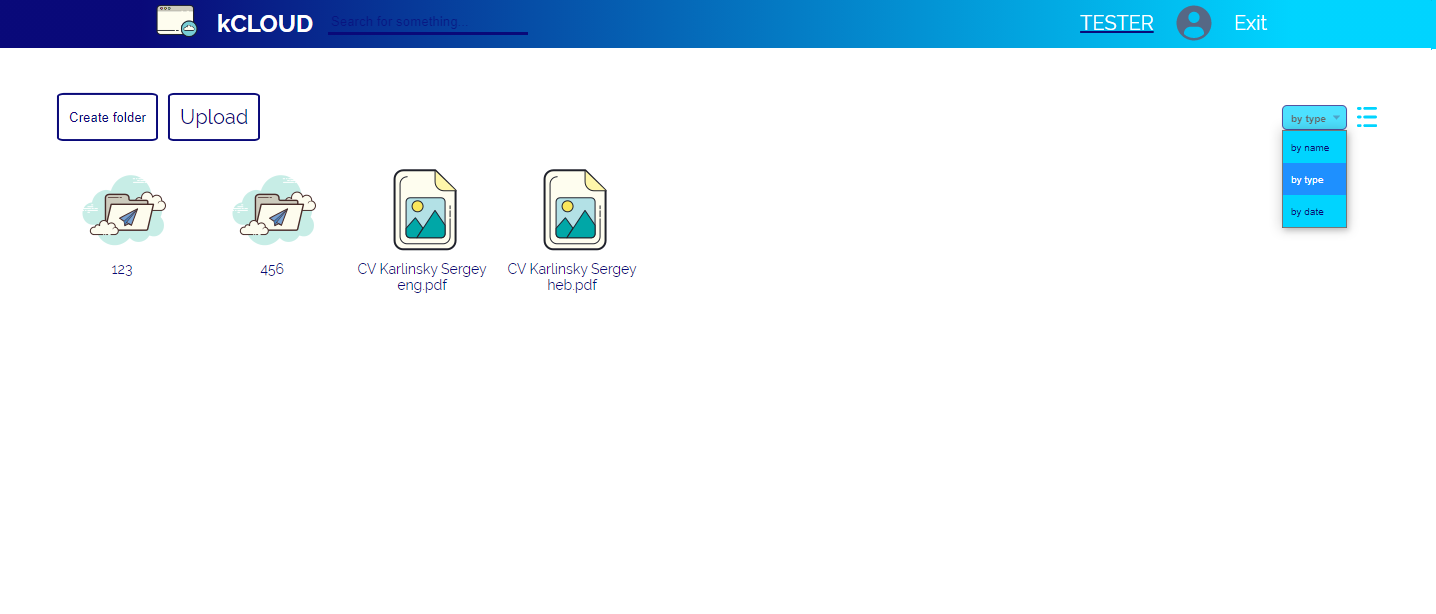 kCLOUD
Search for something...
TESTER
Exit
Create folder
Upload
by type
by name
by type
by date
123
456
CV Karlinsky Sergey
eng.pdf
CV Karlinsky Sergey
heb.pdf